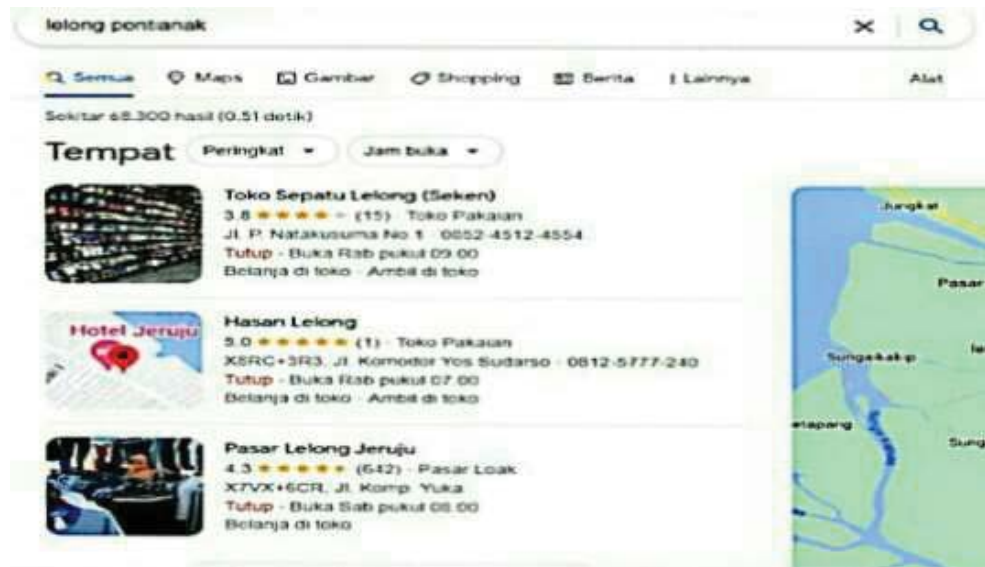 lelong pontianak
Semua Maps Gambar Shopping Berita Lainnya Alat
Sekitar 68.300 hasil (0.51 detik)
Tempat Peringkat Jam buka
Toko Sepatu Lelong (Seken)
3.8 (15) · Toko Pakaian
Jl. P. Natakusuma No 1 · 0852-4512-4554
Tutup · Buka Rab pukul 09.00
Belanja di toko · Ambil di toko
Hotel Jeruju
Hasan Lelong
5.0 (1) · Toko Pakaian
X8RC+3R3, Jl. Komodor Yos Sudarso · 0812-5777-240
Tutup · Buka Rab pukul 07.00
Belanja di toko · Ambil di toko
Pasar Lelong Jeruju
4.3 (642) · Pasar Loak
X7VX+6CR, Jl. Komp. Yuka
Tutup · Buka Sab pukul 08.00
Belanja di toko
Jungkat
Pasar
Sungaikakap
etapang
Sung